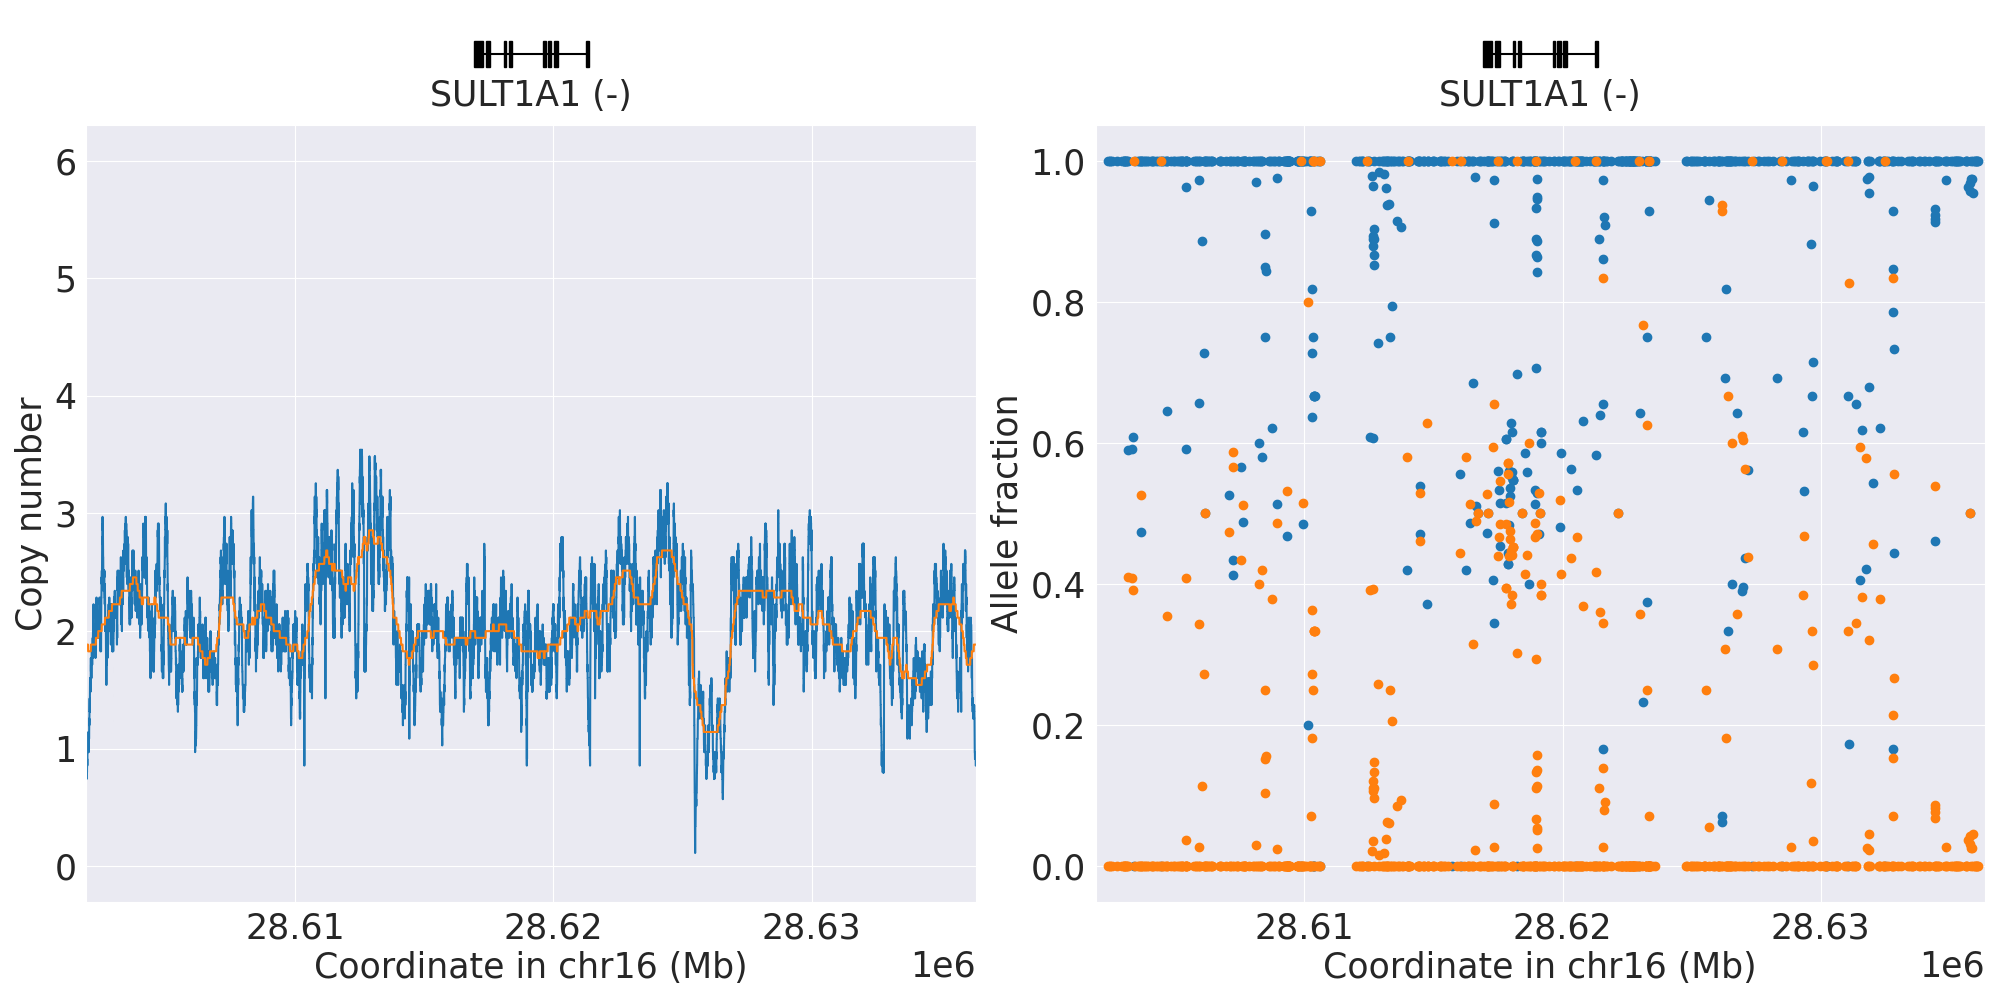 SULT1A1 (-)
6
5
4
3
2
1
0
Copy number
28.61
28.62
28.63
Coordinate in chr16 (Mb)
1e6
SULT1A1 (-)
1.0
0.8
0.6
0.4
0.2
0.0
Allele fraction
28.61
28.62
28.63
Coordinate in chr16 (Mb)
1e6